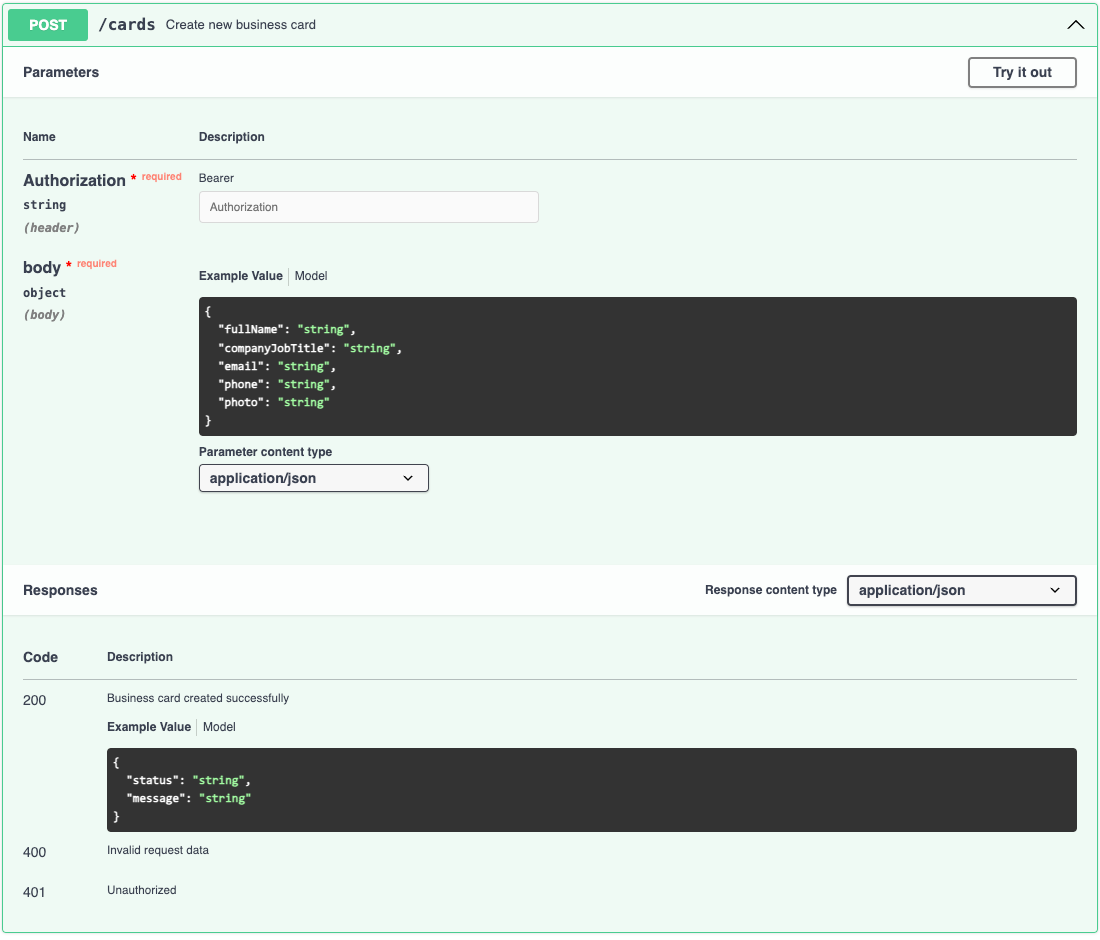 POST /cards Create new business card
Parameters Try it out
Name Description
Authorization * required Bearer
string Authorization
(header)
body * required
object Example Value Model
(body)
{
"fullName": "string",
"companyJobTitle": "string",
"email": "string",
"phone": "string",
"photo": "string"
}
Parameter content type
application/json
Responses Response content type application/json
Code Description
200 Business card created successfully
Example Value Model
{
"status": "string",
"message": "string"
}
400 Invalid request data
401 Unauthorized